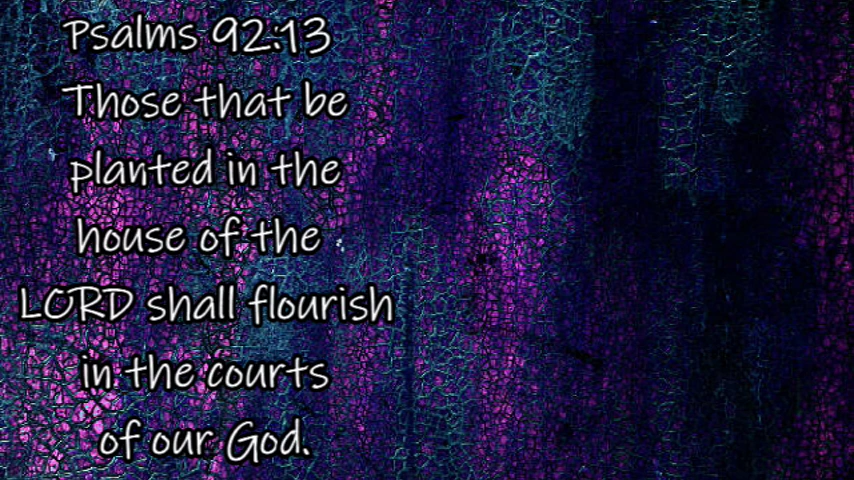 Psalms 92:13
Those that be
planted in the
house of the
LORD shall flourish
in the courts
of our God.